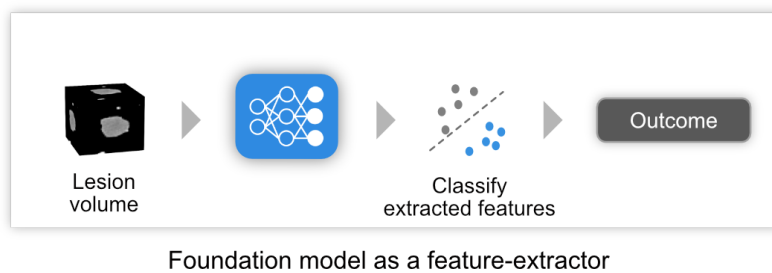 Lesion
volume
Classify
extracted features
Outcome
Foundation model as a feature-extractor